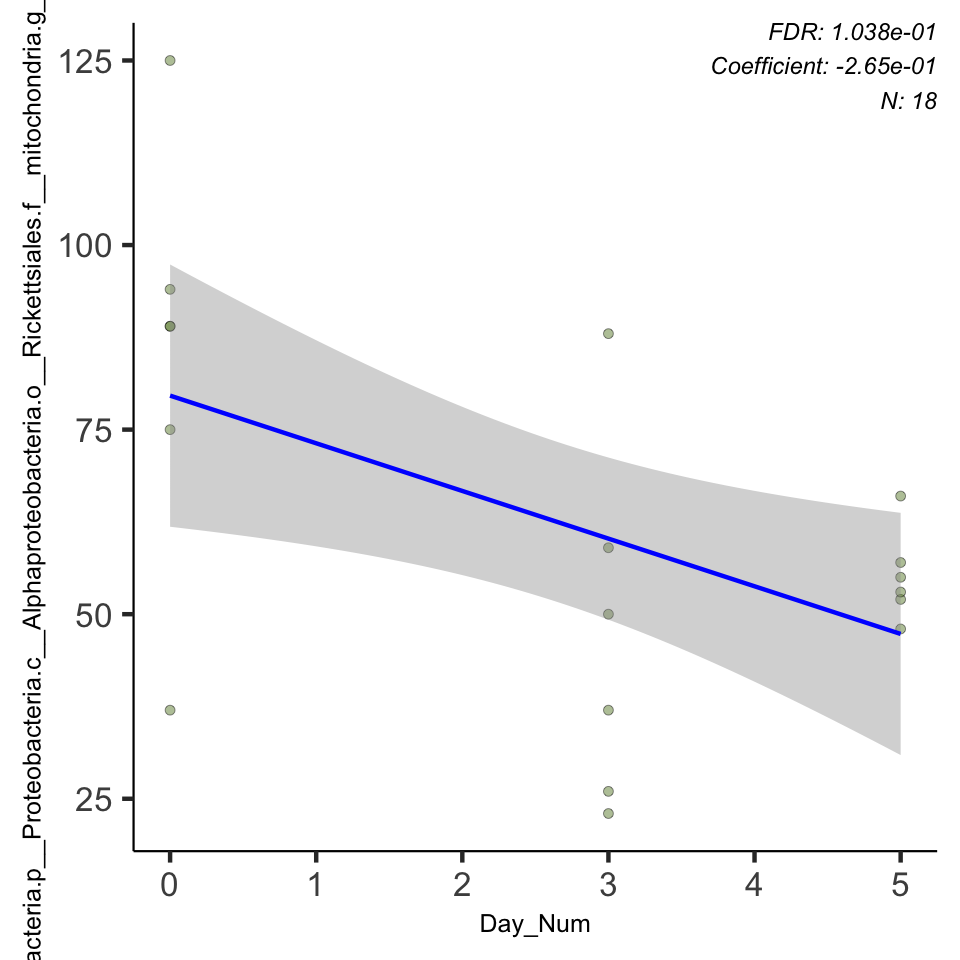 FDR: 1.038e-01
Coefficient: -2.65e-01
N: 18
acteria.p__Proteobacteria.c__Alphaproteobacteria.o__Rickettsiales.f__mitochondria.g_
125
100
75
50
25
0 1 2 3 4 5
Day_Num